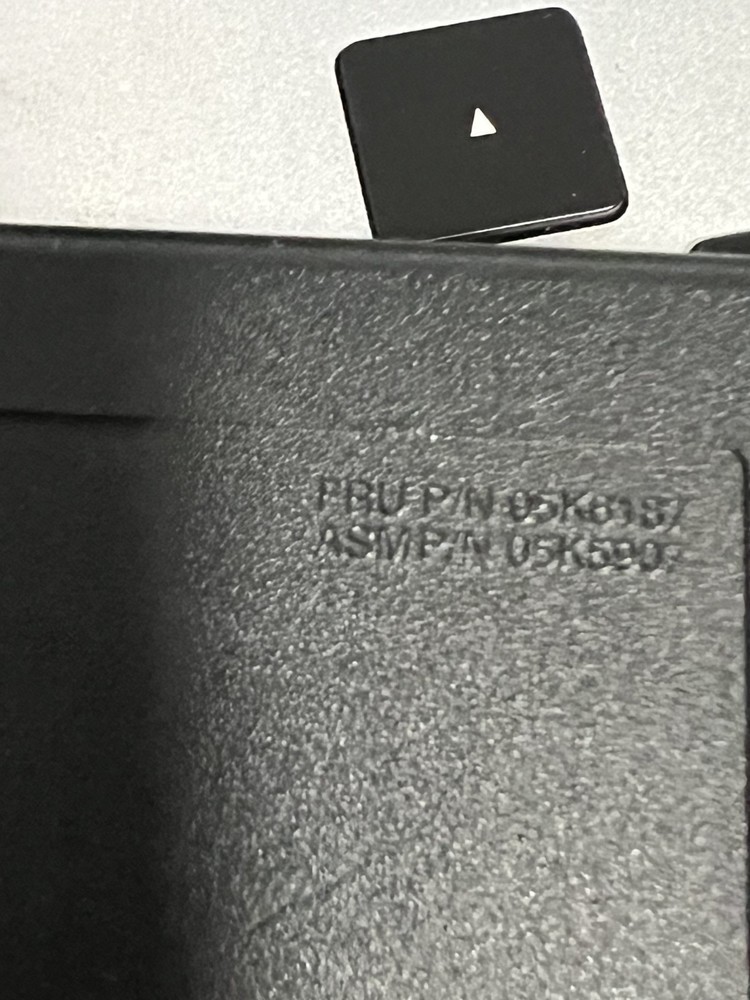 FRU P/N 05K6187
ASM P/N